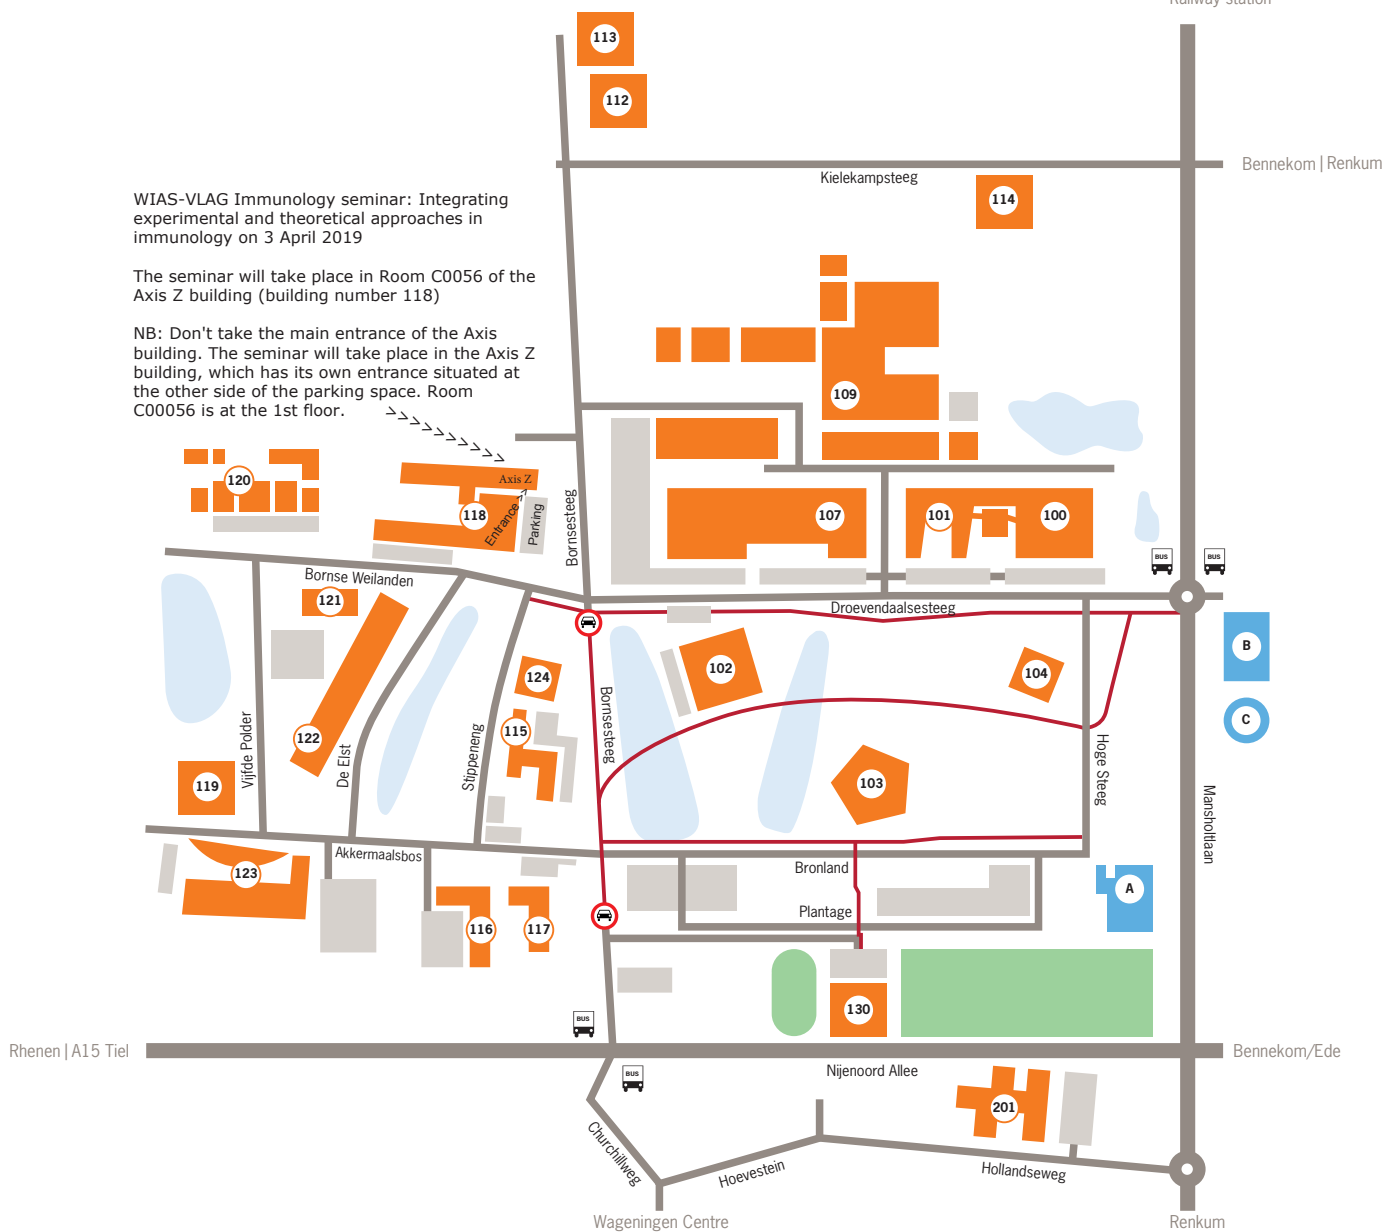 Railway station
113
112
Kielekampsteeg
Bennekom | Renkum
114
WIAS-VLAG Immunology seminar: Integrating
experimental and theoretical approaches in
immunology on 3 April 2019
The seminar will take place in Room C0056 of the
Axis Z building (building number 118)
NB: Don't take the main entrance of the Axis
building. The seminar will take place in the Axis Z
building, which has its own entrance situated at
the other side of the parking space. Room
C00056 is at the 1st floor.
>>>>>>>>>>>>
109
120
Axis Z
118
Entrance >>
Parking
Bornsesteeg
107
101
100
BUS
BUS
Bornse Weilanden
121
Droevendaalsesteeg
B
C
102
104
124
115
Bornsesteeg
122
De Elst
Stippeneng
Vijfde Polder
119
103
Hoge Steeg
Mansholtlaan
Akkermaalsbos
123
Bronland
A
Plantage
116
117
130
BUS
Rhenen | A15 Tiel
Bennekom/Ede
Nijenoord Allee
BUS
201
Churchillweg
Hoevestein
Hollandseweg
Wageningen Centre
Renkum